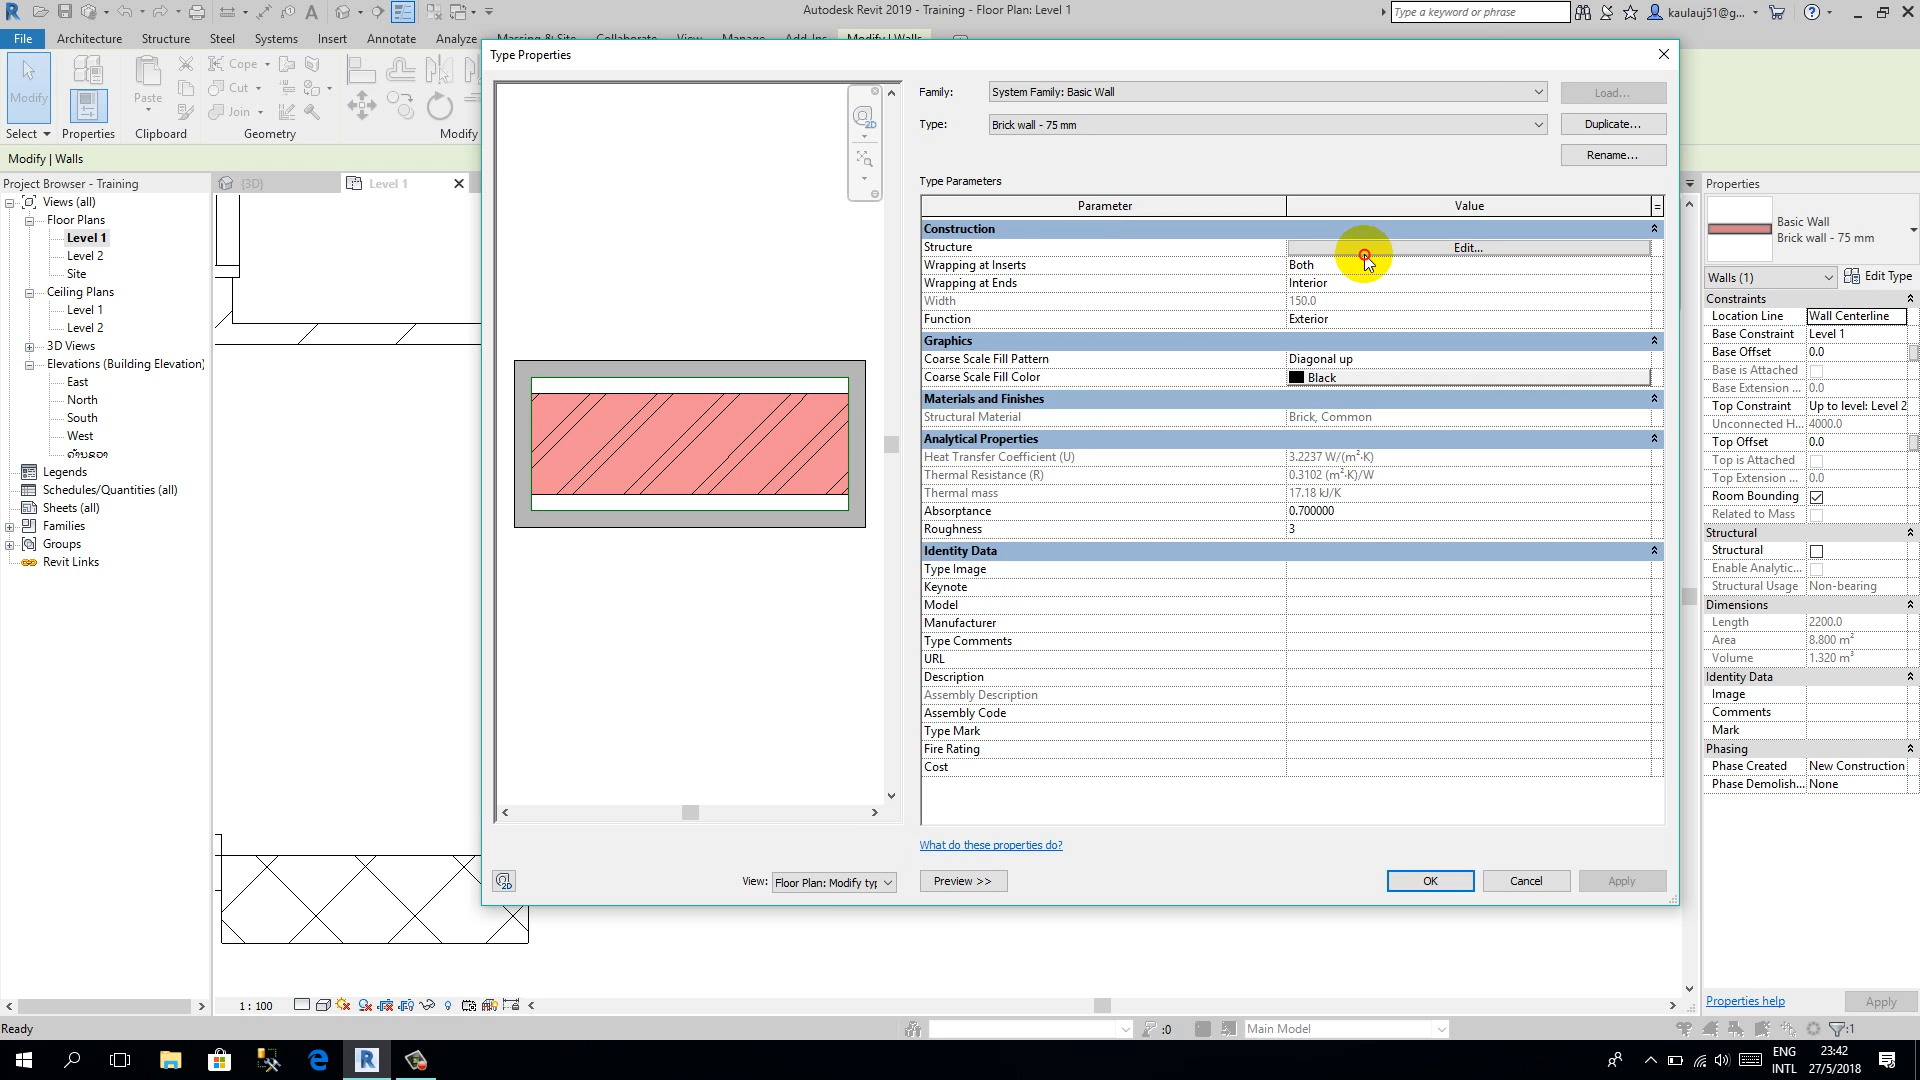 Autodesk Revit 2019 - Training - Floor Plan: Level 1
Type a keyword or phrase
kaulauj51@g...
File Architecture Structure Steel Systems Insert Annotate Analyze
Modify
Select
Properties
Paste
Clipboard
Cope
Cut
Join
Geometry
Modify
Modify | Walls
Project Browser - Training
Views (all)
Floor Plans
Level 1
Level 2
Site
Ceiling Plans
Level 1
Level 2
3D Views
Elevations (Building Elevation)
East
North
South
West
Legends
Schedules/Quantities (all)
Sheets (all)
Families
Groups
Revit Links
{3D}
Level 1
Type Properties
Family: System Family: Basic Wall Load...
Type: Brick wall - 75 mm Duplicate...
Rename...
Type Parameters
Parameter Value =
Construction
Structure Edit...
Wrapping at Inserts Both
Wrapping at Ends Interior
Width 150.0
Function Exterior
Graphics
Coarse Scale Fill Pattern Diagonal up
Coarse Scale Fill Color Black
Materials and Finishes
Structural Material Brick, Common
Analytical Properties
Heat Transfer Coefficient (U) 3.2237 W/(m²·K)
Thermal Resistance (R) 0.3102 (m²·K)/W
Thermal mass 17.18 kJ/K
Absorptance 0.700000
Roughness 3
Identity Data
Type Image
Keynote
Model
Manufacturer
Type Comments
URL
Description
Assembly Description
Assembly Code
Type Mark
Fire Rating
Cost
What do these properties do?
View: Floor Plan: Modify typ Preview >> OK Cancel Apply
Properties
Basic Wall
Brick wall - 75 mm
Walls (1) Edit Type
Constraints
Location Line Wall Centerline
Base Constraint Level 1
Base Offset 0.0
Base is Attached
Base Extension ... 0.0
Top Constraint Up to level: Level 2
Unconnected H... 4000.0
Top Offset 0.0
Top is Attached
Top Extension ... 0.0
Room Bounding
Related to Mass
Structural
Structural
Enable Analytic...
Structural Usage Non-bearing
Dimensions
Length 2200.0
Area 8.800 m²
Volume 1.320 m³
Identity Data
Image
Comments
Mark
Phasing
Phase Created New Construction
Phase Demolish... None
Properties help Apply
1 : 100
Ready
:0
Main Model
:1
ENG
INTL
23:42
27/5/2018